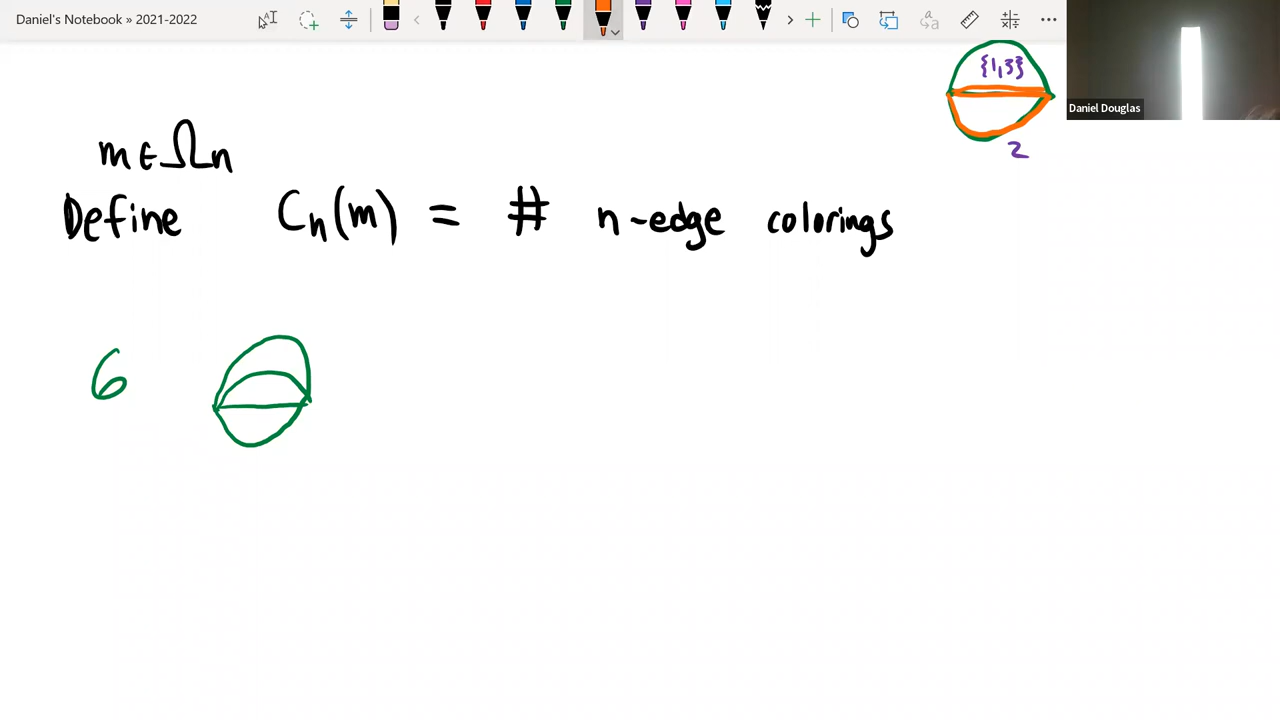 Daniel's Notebook » 2021-2022
{1,3}
Daniel Douglas
2
m ∈ Ωn
Define Cn(m) = # n-edge colorings
6